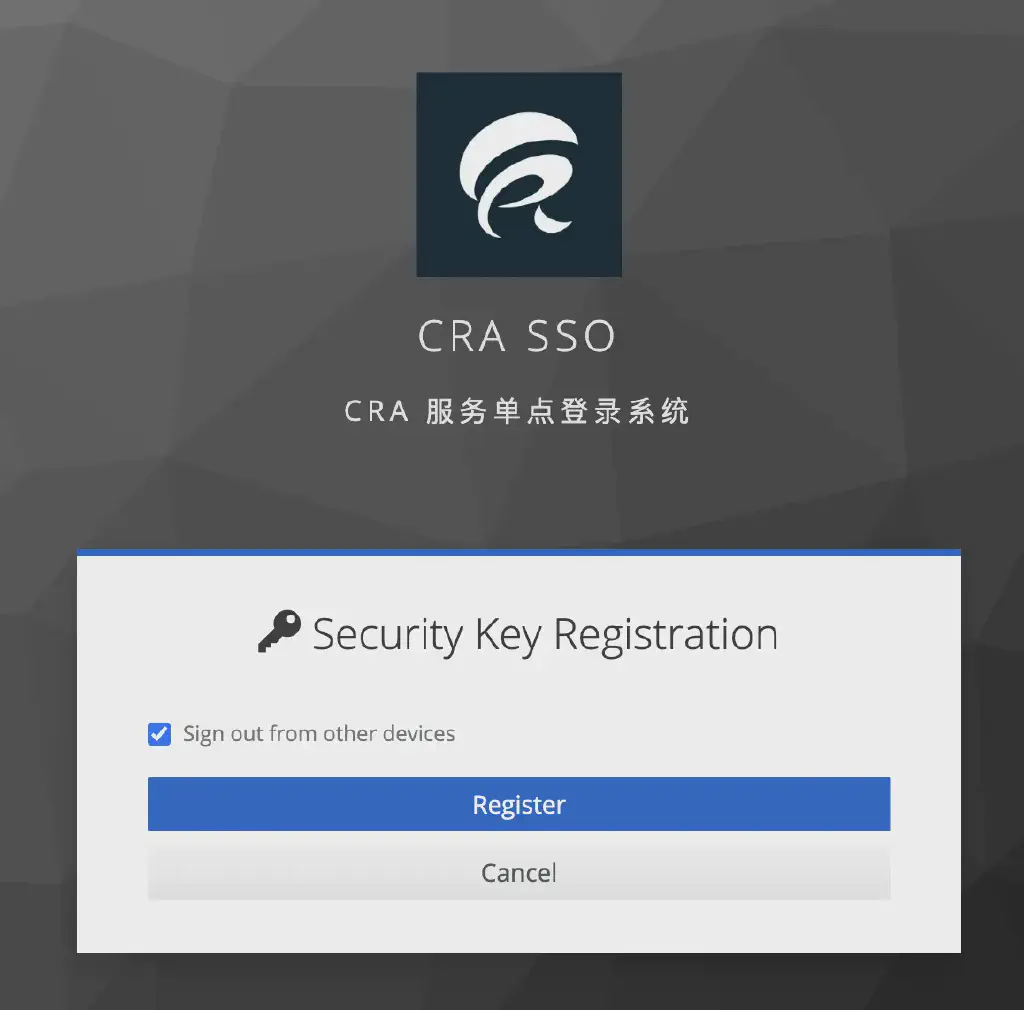 CRA SSO
CRA 服务单点登录系统
Security Key Registration
Sign out from other devices
Register
Cancel